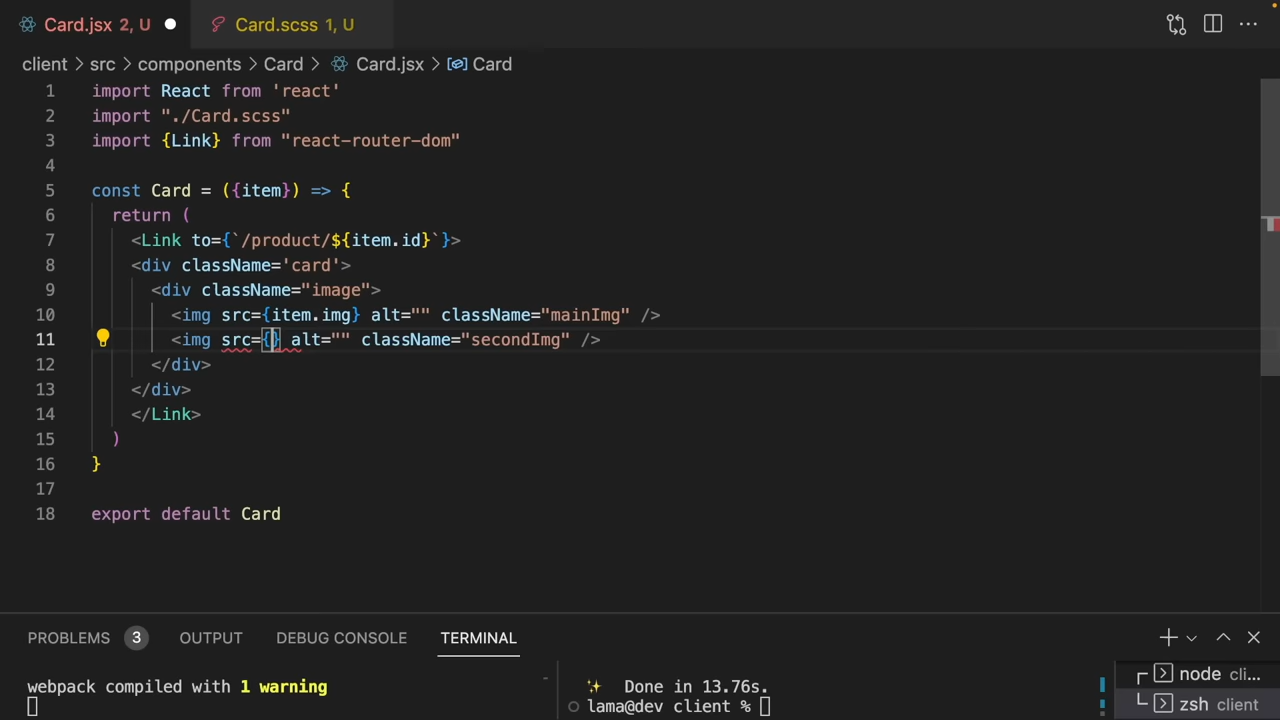 Card.jsx 2, U Card.scss 1, U
client > src > components > Card > Card.jsx > Card
1 import React from 'react'
2 import "./Card.scss"
3 import {Link} from "react-router-dom"
4
5 const Card = ({item}) => {
6 return (
7 <Link to={`/product/${item.id}`}>
8 <div className='card'>
9 <div className="image">
10 <img src={item.img} alt="" className="mainImg" />
11 <img src={} alt="" className="secondImg" />
12 </div>
13 </div>
14 </Link>
15 )
16 }
17
18 export default Card
PROBLEMS 3 OUTPUT DEBUG CONSOLE TERMINAL
webpack compiled with 1 warning
✨ Done in 13.76s.
lama@dev client %
node cli...
zsh client